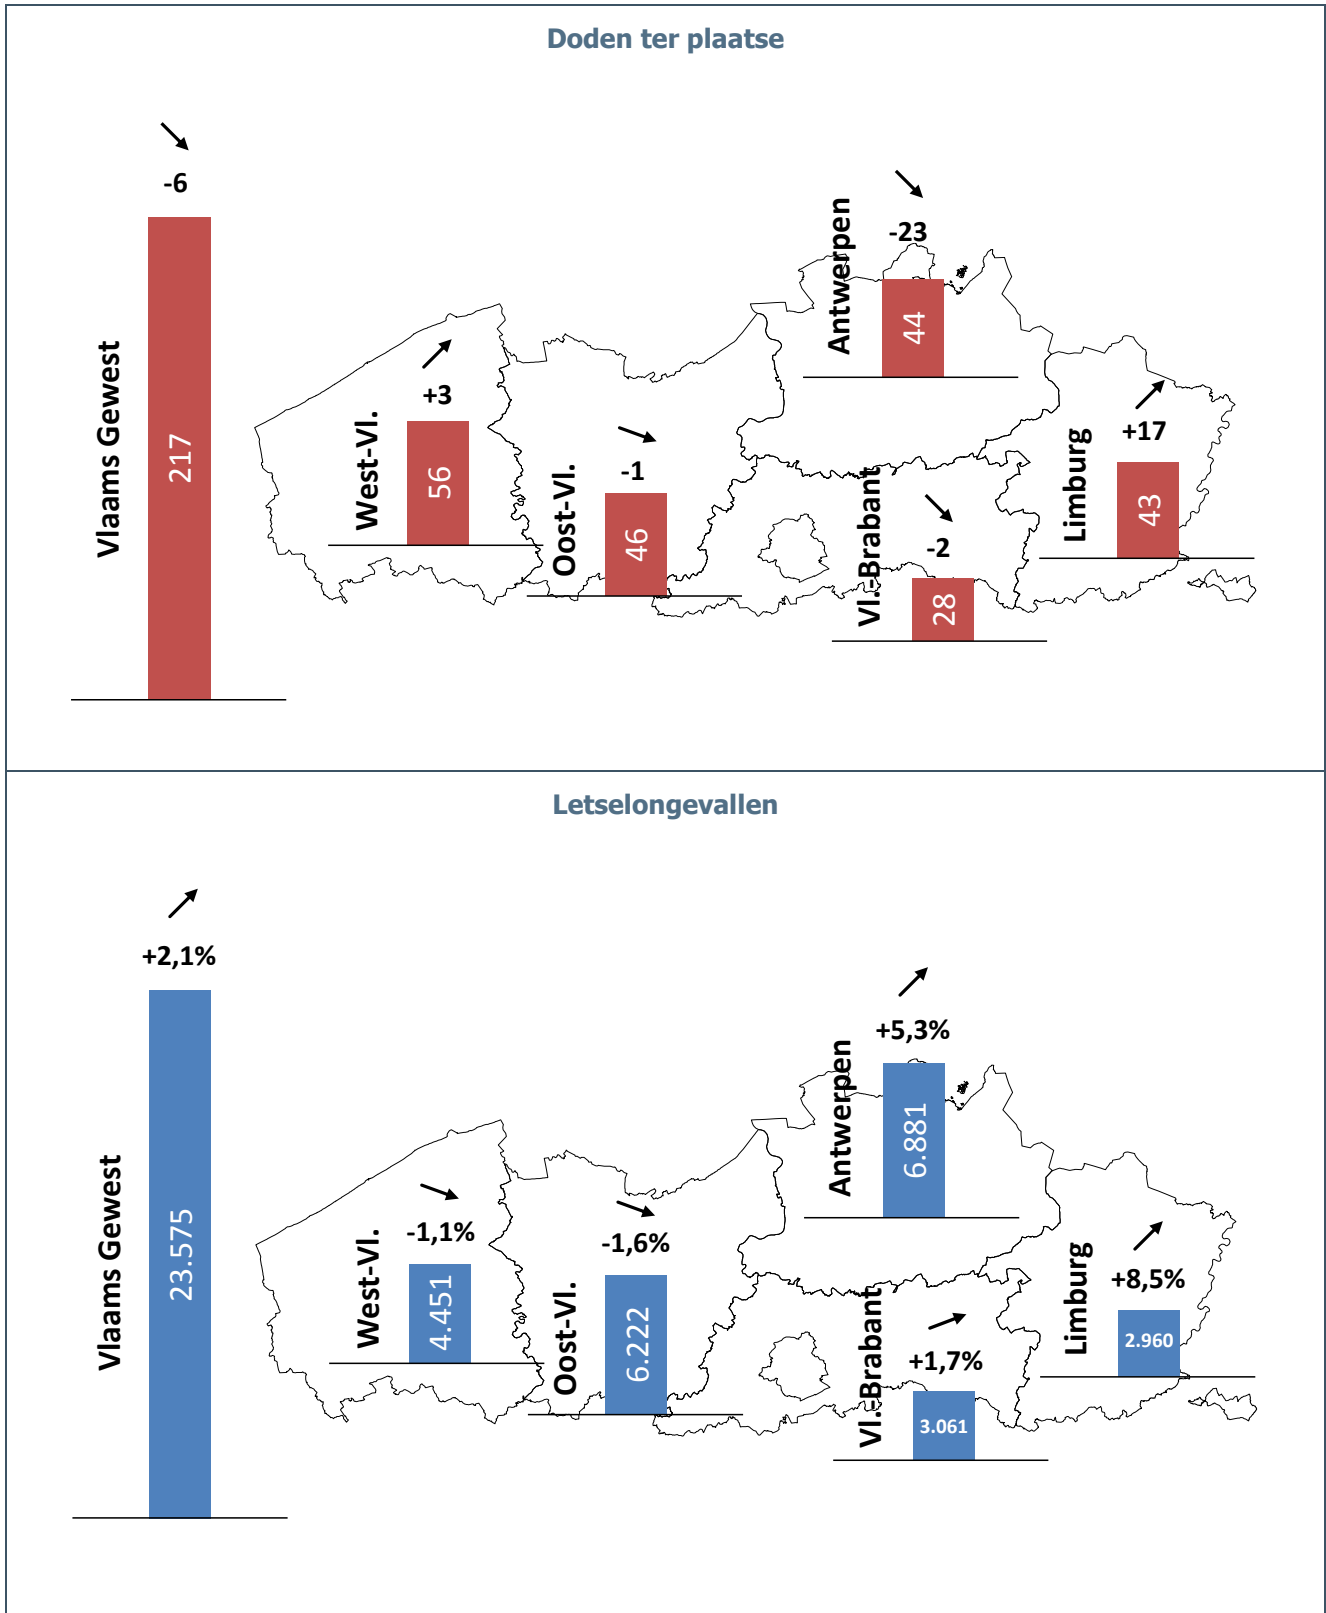 Doden ter plaatse
-6
217
Vlaams Gewest
+3
56
West-Vl.
-1
46
Oost-Vl.
-23
44
Antwerpen
-2
28
Vl.-Brabant
+17
43
Limburg
Letselongevallen
+2,1%
23.575
Vlaams Gewest
-1,1%
4.451
West-Vl.
-1,6%
6.222
Oost-Vl.
+5,3%
6.881
Antwerpen
+1,7%
3.061
Vl.-Brabant
+8,5%
2.960
Limburg